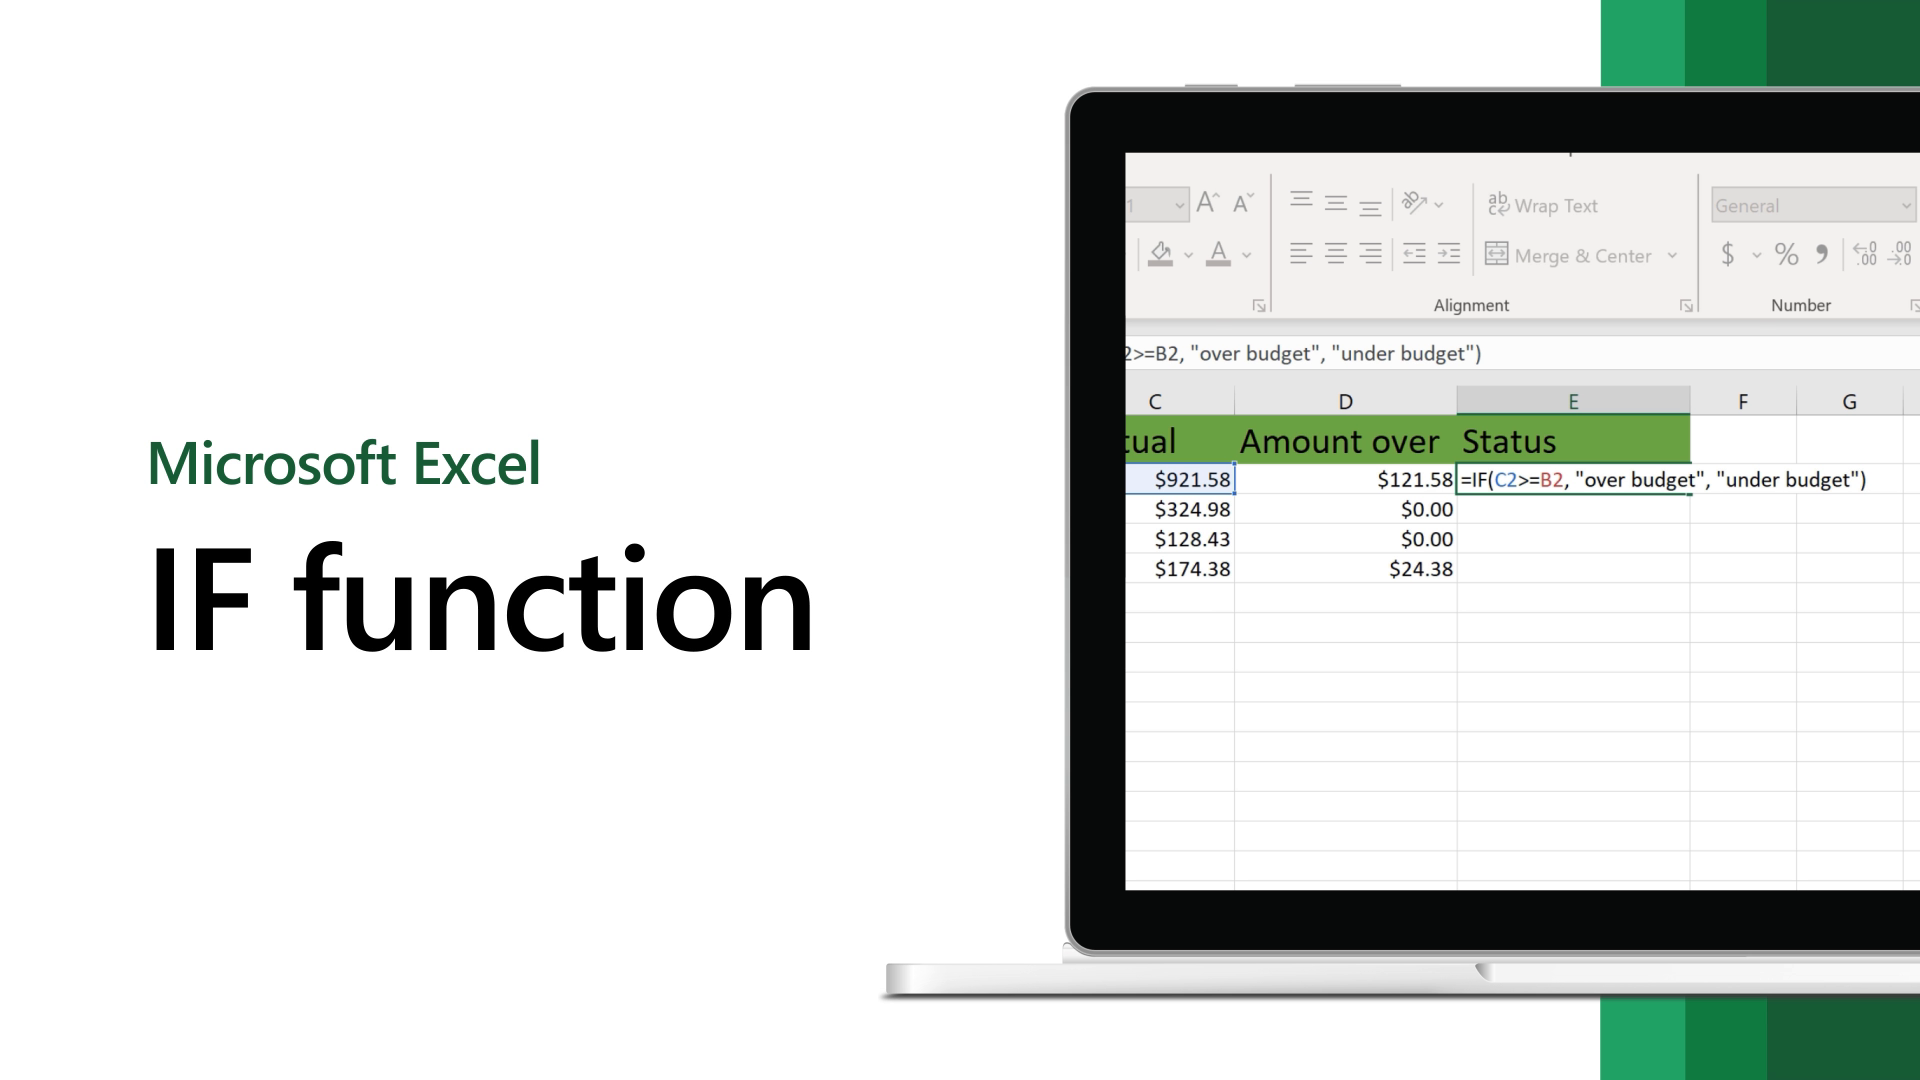 Microsoft Excel
IF function
Wrap Text
General
Merge & Center
$ % 
Alignment
Number
2>=B2, "over budget", "under budget")
C D E F G
tual Amount over Status
$921.58 $121.58 =IF(C2>=B2, "over budget", "under budget")
$324.98 $0.00
$128.43 $0.00
$174.38 $24.38